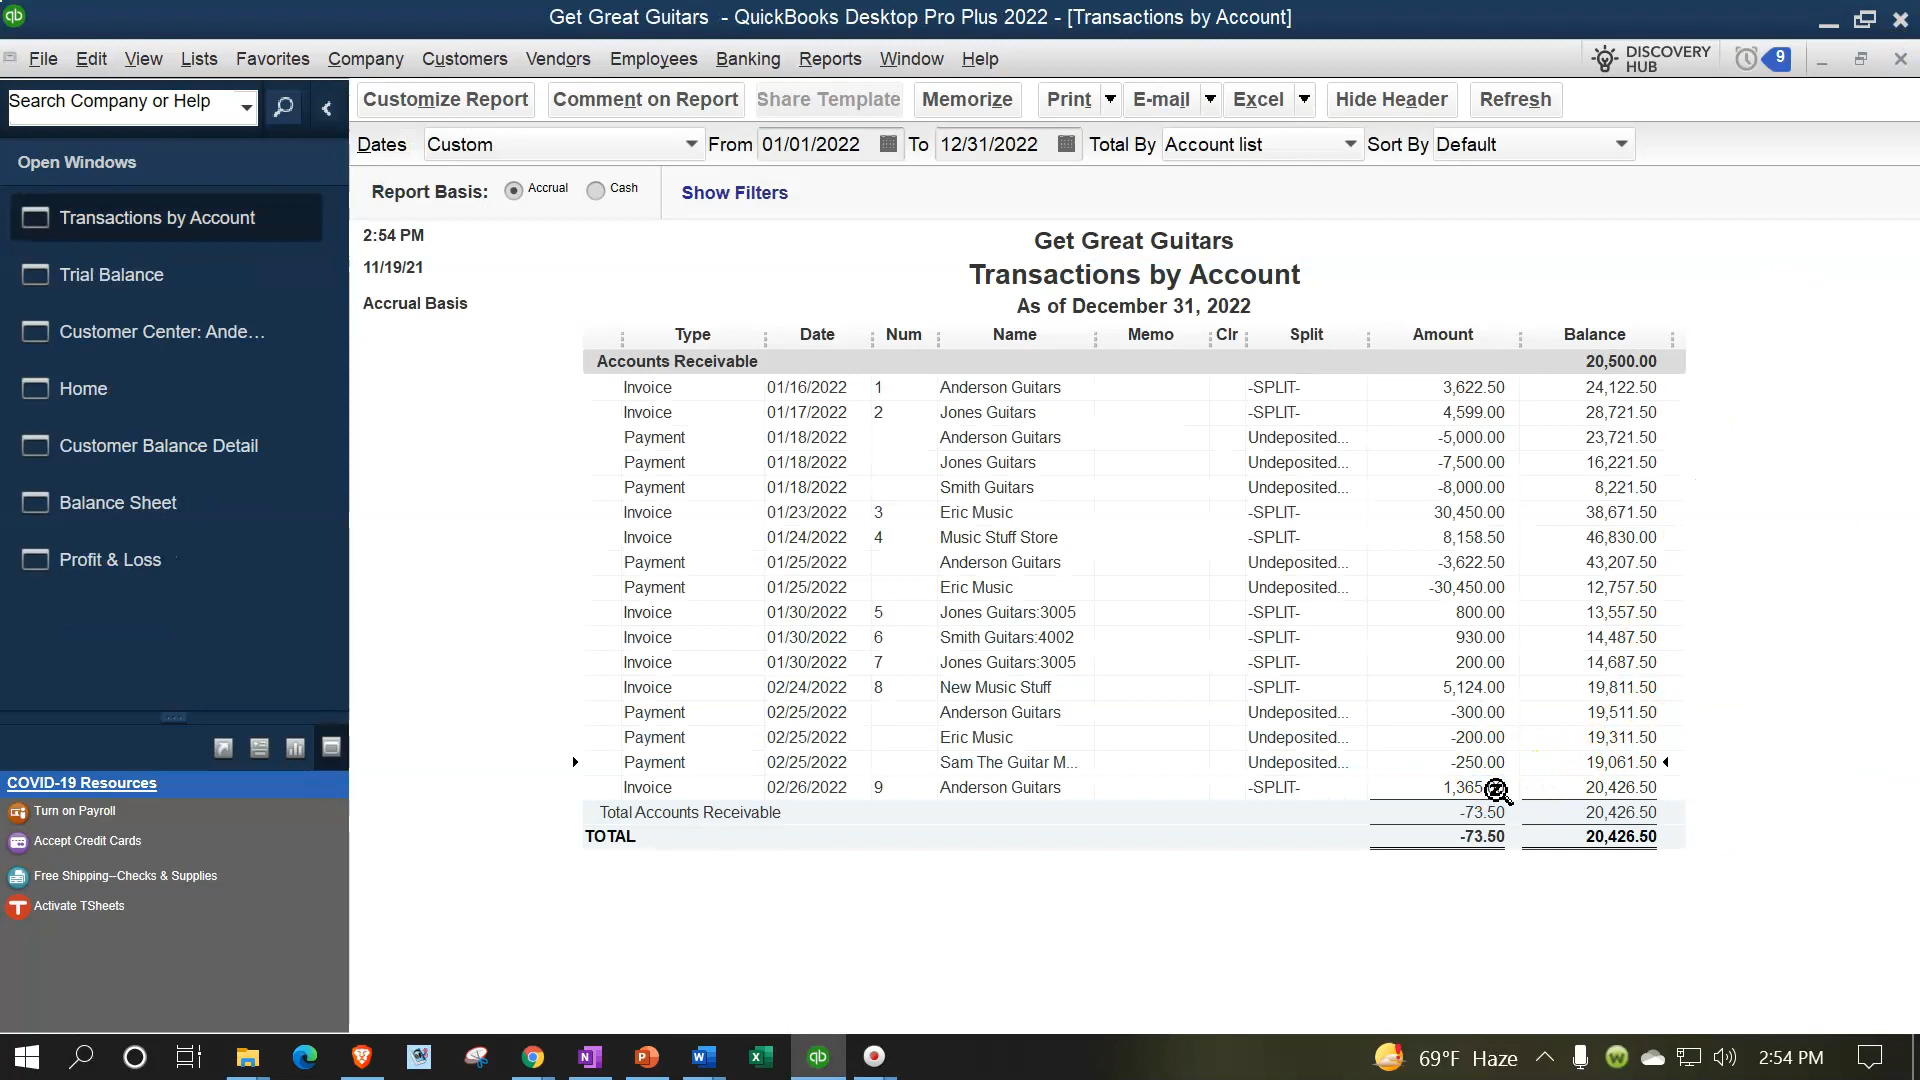 Get Great Guitars - QuickBooks Desktop Pro Plus 2022 - [Transactions by Account]
File Edit View Lists Favorites Company Customers Vendors Employees Banking Reports Window Help
DISCOVERY HUB 9
Search Company or Help
Customize Report Comment on Report Share Template Memorize Print E-mail Excel Hide Header Refresh
Dates Custom From 01/01/2022 To 12/31/2022 Total By Account list Sort By Default
Open Windows
Report Basis: Accrual Cash Show Filters
Transactions by Account
Trial Balance
Customer Center: Ande...
Home
Customer Balance Detail
Balance Sheet
Profit & Loss
COVID-19 Resources
Turn on Payroll
Accept Credit Cards
Free Shipping--Checks & Supplies
Activate TSheets
2:54 PM
11/19/21
Accrual Basis
Get Great Guitars
Transactions by Account
As of December 31, 2022
Type Date Num Name Memo Clr Split Amount Balance
Accounts Receivable 20,500.00
Invoice 01/16/2022 1 Anderson Guitars -SPLIT- 3,622.50 24,122.50
Invoice 01/17/2022 2 Jones Guitars -SPLIT- 4,599.00 28,721.50
Payment 01/18/2022 Anderson Guitars Undeposited... -5,000.00 23,721.50
Payment 01/18/2022 Jones Guitars Undeposited... -7,500.00 16,221.50
Payment 01/18/2022 Smith Guitars Undeposited... -8,000.00 8,221.50
Invoice 01/23/2022 3 Eric Music -SPLIT- 30,450.00 38,671.50
Invoice 01/24/2022 4 Music Stuff Store -SPLIT- 8,158.50 46,830.00
Payment 01/25/2022 Anderson Guitars Undeposited... -3,622.50 43,207.50
Payment 01/25/2022 Eric Music Undeposited... -30,450.00 12,757.50
Invoice 01/30/2022 5 Jones Guitars:3005 -SPLIT- 800.00 13,557.50
Invoice 01/30/2022 6 Smith Guitars:4002 -SPLIT- 930.00 14,487.50
Invoice 01/30/2022 7 Jones Guitars:3005 -SPLIT- 200.00 14,687.50
Invoice 02/24/2022 8 New Music Stuff -SPLIT- 5,124.00 19,811.50
Payment 02/25/2022 Anderson Guitars Undeposited... -300.00 19,511.50
Payment 02/25/2022 Eric Music Undeposited... -200.00 19,311.50
Payment 02/25/2022 Sam The Guitar M... Undeposited... -250.00 19,061.50
Invoice 02/26/2022 9 Anderson Guitars -SPLIT- 1,365. 20,426.50
Total Accounts Receivable -73.50 20,426.50
TOTAL -73.50 20,426.50
69°F Haze 2:54 PM